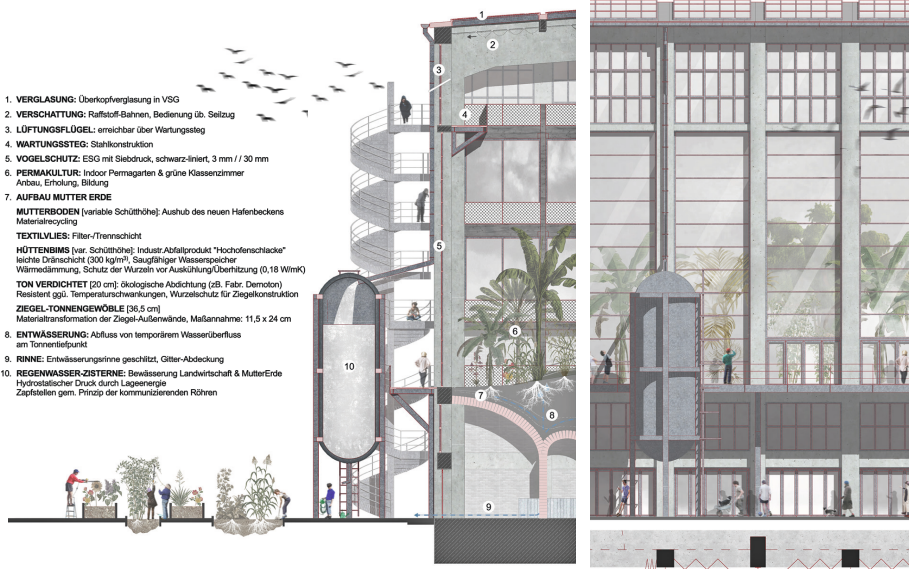 1. VERGLASUNG: Überkopfverglasung in VSG
2. VERSCHATTUNG: Raffstoff-Bahnen, Bedienung üb. Seilzug
3. LÜFTUNGSFLÜGEL: erreichbar über Wartungssteg
4. WARTUNGSSTEG: Stahlkonstruktion
5. VOGELSCHUTZ: ESG mit Siebdruck, schwarz-liniert, 3 mm / / 30 mm
6. PERMAKULTUR: Indoor Permagarten & grüne Klassenzimmer
Anbau, Erholung, Bildung
7. AUFBAU MUTTER ERDE
MUTTERBODEN [variable Schütthöhe]: Aushub des neuen Hafenbeckens
Materialrecycling
TEXTILVLIES: Filter-/Trennschicht
HÜTTENBIMS [var. Schütthöhe]: Industr.Abfallprodukt "Hochofenschlacke"
leichte Dränschicht (300 kg/m³), Saugfähiger Wasserspeicher
Wärmedämmung, Schutz der Wurzeln vor Auskühlung/Überhitzung (0,18 W/mK)
TON VERDICHTET [20 cm]: ökologische Abdichtung (zB. Fabr. Dernoton)
Resistent ggü. Temperaturschwankungen, Wurzelschutz für Ziegelkonstruktion
ZIEGEL-TONNENGEWÖBLE [36,5 cm]
Materialtransformation der Ziegel-Außenwände, Maßannahme: 11,5 x 24 cm
8. ENTWÄSSERUNG: Abfluss von temporärem Wasserüberfluss
am Tonnentiefpunkt
9. RINNE: Entwässerungsrinne geschlitzt, Gitter-Abdeckung
10. REGENWASSER-ZISTERNE: Bewässerung Landwirtschaft & MutterErde
Hydrostatischer Druck durch Lageenergie
Zapfstellen gem. Prinzip der kommunizierenden Röhren
1
2
3
4
5
6
7
8
9
10